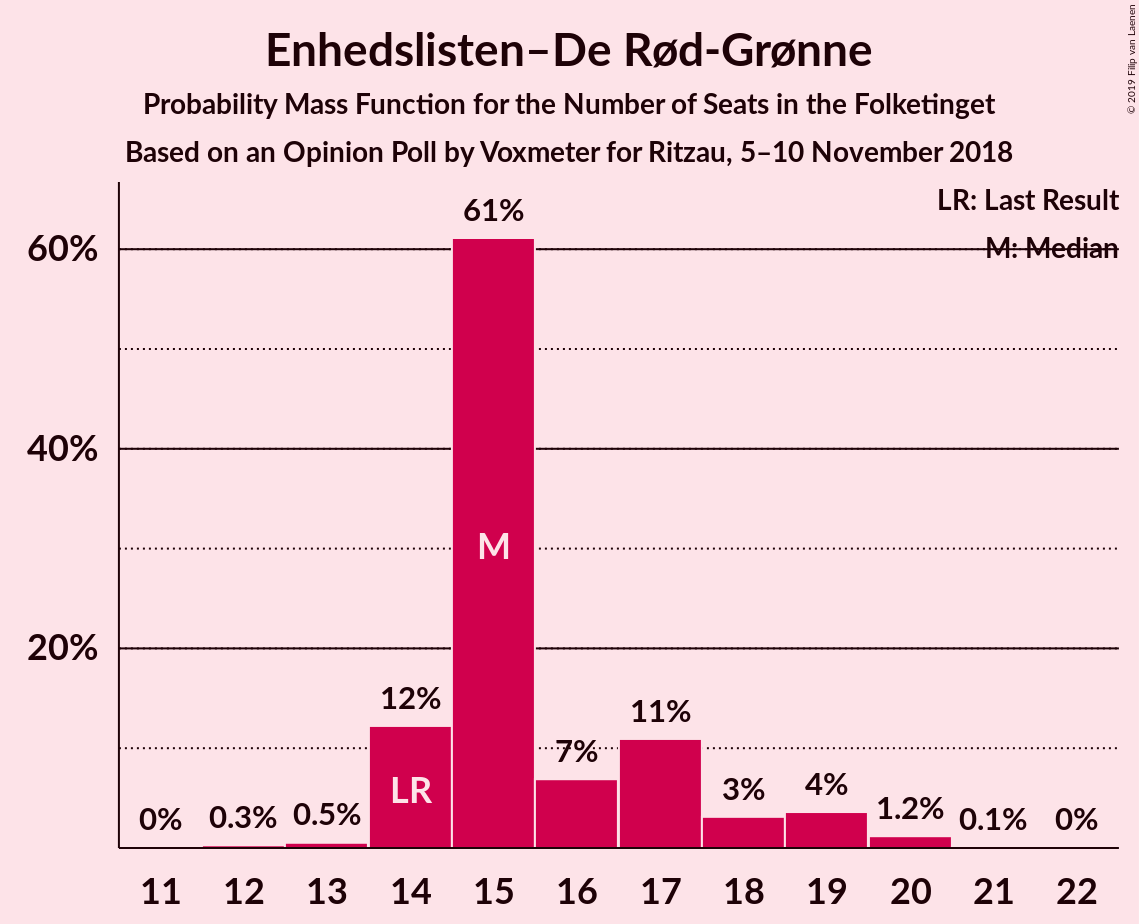 Enhedslisten–De Rød-Grønne
Probability Mass Function for the Number of Seats in the Folketinget
Based on an Opinion Poll by Voxmeter for Ritzau, 5–10 November 2018
© 2019 Filip van Laenen
LR: Last Result
M: Median
60%
40%
20%
0%
0.3%
0.5%
12%
61%
7%
11%
3%
4%
1.2%
0.1%
0%
LR
M
11 12 13 14 15 16 17 18 19 20 21 22